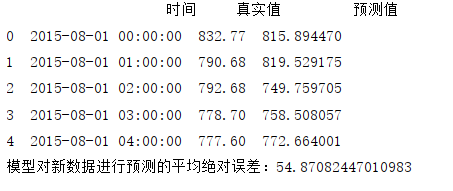 时间 真实值 预测值
0 2015-08-01 00:00:00 832.77 815.894470
1 2015-08-01 01:00:00 790.68 819.529175
2 2015-08-01 02:00:00 792.68 749.759705
3 2015-08-01 03:00:00 778.70 758.508057
4 2015-08-01 04:00:00 777.60 772.664001
模型对新数据进行预测的平均绝对误差：54.87082447010983